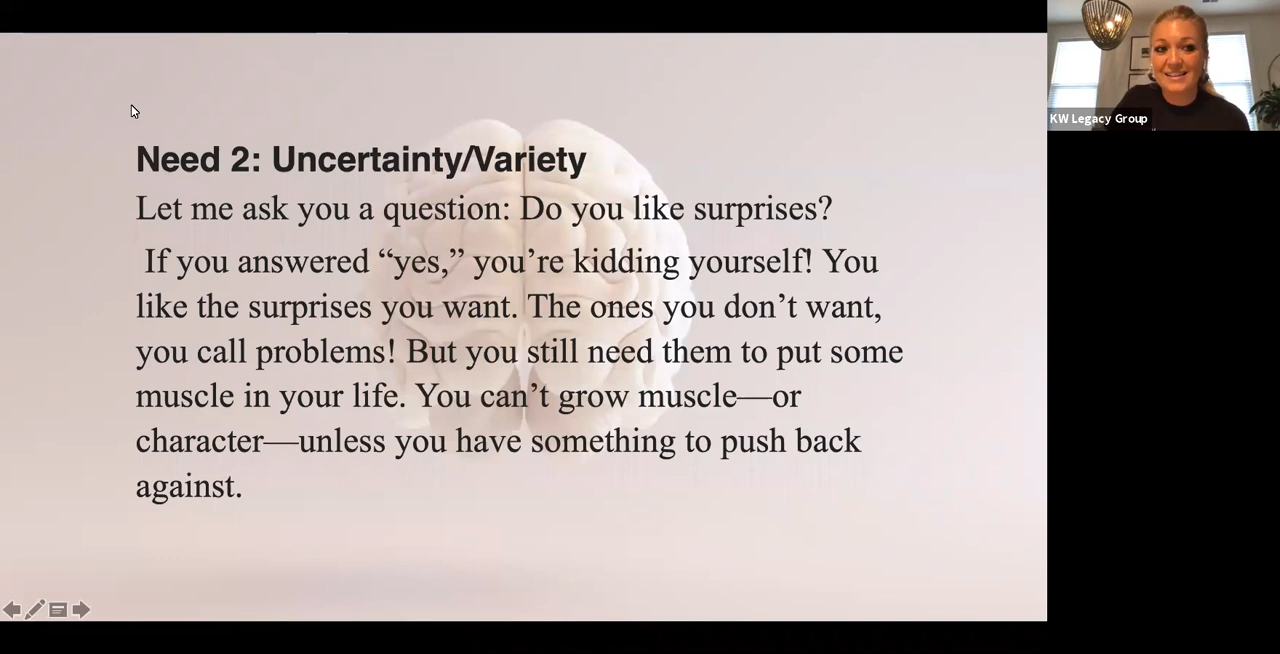 Need 2: Uncertainty/Variety
Let me ask you a question: Do you like surprises?
If you answered “yes,” you’re kidding yourself! You
like the surprises you want. The ones you don’t want,
you call problems! But you still need them to put some
muscle in your life. You can’t grow muscle—or
character—unless you have something to push back
against.
KW Legacy Group